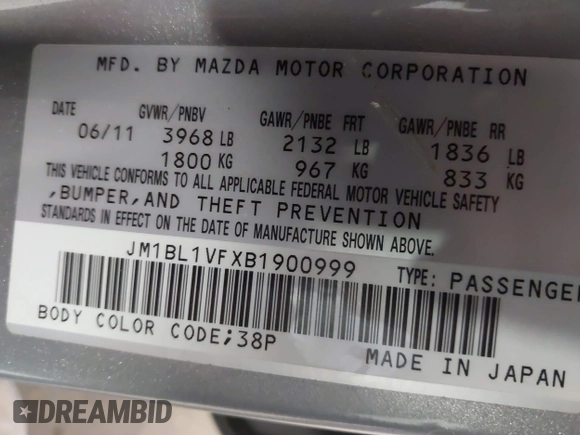 MFD. BY MAZDA MOTOR CORPORATION
DATE GVWR/PNBV GAWR/PNBE FRT GAWR/PNBE RR
06/11 3968 LB 2132 LB 1836 LB
1800 KG 967 KG 833 KG
THIS VEHICLE CONFORMS TO ALL APPLICABLE FEDERAL MOTOR VEHICLE SAFETY
,BUMPER,AND THEFT PREVENTION
STANDARDS IN EFFECT ON THE DATE OF MANUFACTURE SHOWN ABOVE.
JM1BL1VFXB1900999 TYPE: PASSENGER
BODY COLOR CODE;38P
MADE IN JAPAN
DREAMBID